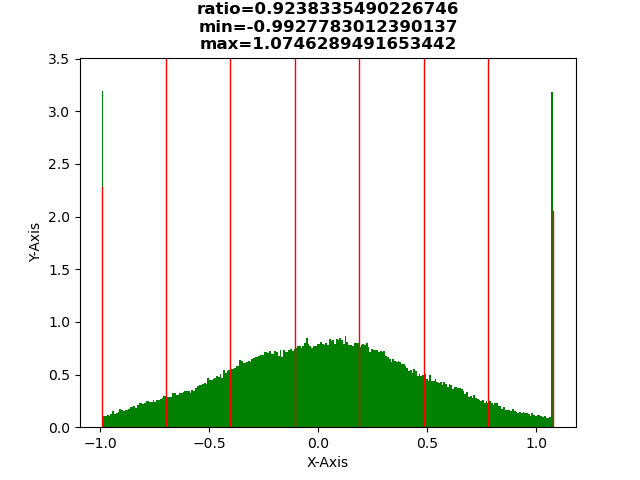 ratio=0.9238335490226746
min=-0.9927783012390137
max=1.0746289491653442
3.5
3.0
2.5
2.0
1.5
1.0
0.5
0.0
Y-Axis
−1.0 −0.5 0.0 0.5 1.0
X-Axis